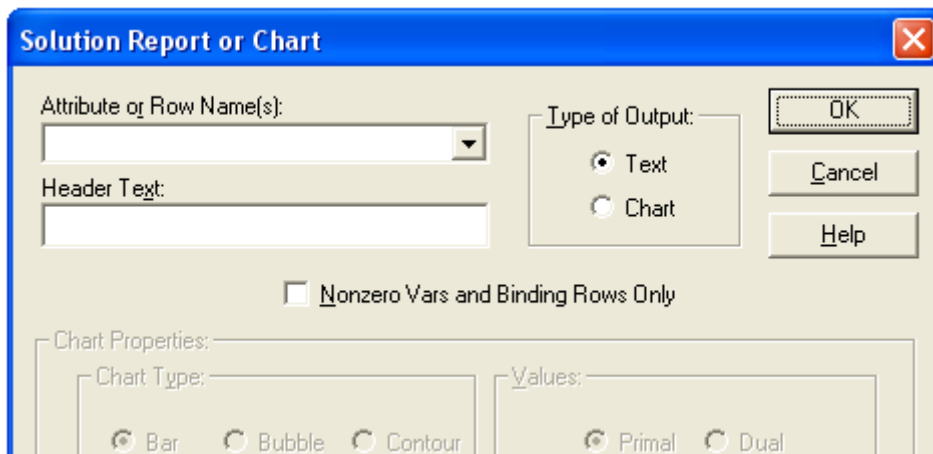 Solution Report or Chart
Attribute or Row Name(s):
Type of Output:
OK
Text
Cancel
Header Text:
Chart
Help
Nonzero Vars and Binding Rows Only
Chart Properties:
Chart Type:
Values:
Bar Bubble Contour
Primal Dual